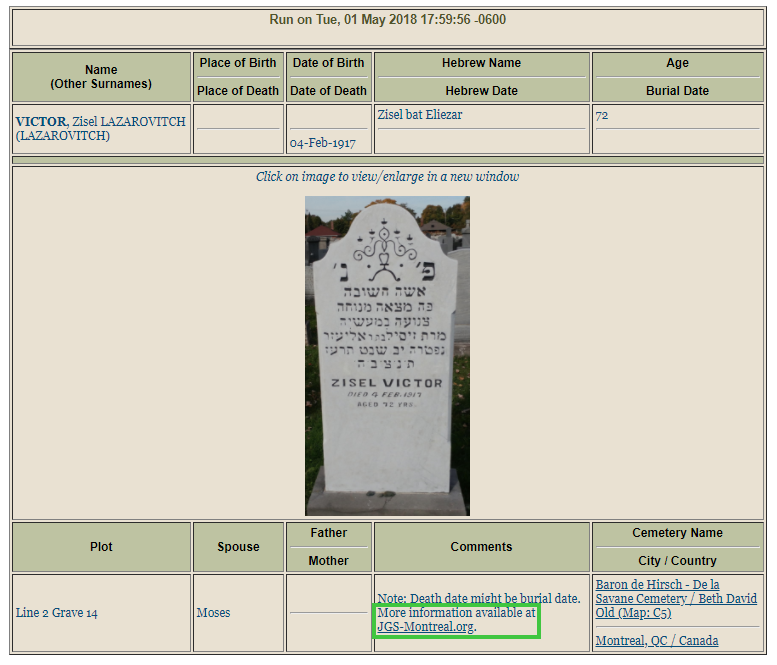 Run on Tue, 01 May 2018 17:59:56 -0600
Name
(Other Surnames)
Place of Birth
Place of Death
Date of Birth
Date of Death
Hebrew Name
Hebrew Date
Age
Burial Date
VICTOR, Zisel LAZAROVITCH
(LAZAROVITCH)
04-Feb-1917
Zisel bat Eliezar
72
Click on image to view/enlarge in a new window
פ' נ'
אשה חשובה
פה מצאה מנוחה
צנועה במעשיה
מרת זיסיל בת ר אליעזר
נפטרה יב שבט תרעז
ת נ צ ב ה
ZISEL VICTOR
DIED 4 FEB. 1917
AGED 72 YRS.
Plot
Spouse
Father
Mother
Comments
Cemetery Name
City / Country
Line 2 Grave 14
Moses
Note: Death date might be burial date.
More information available at
JGS-Montreal.org.
Baron de Hirsch - De la
Savane Cemetery / Beth David
Old (Map: C5)
Montreal, QC / Canada